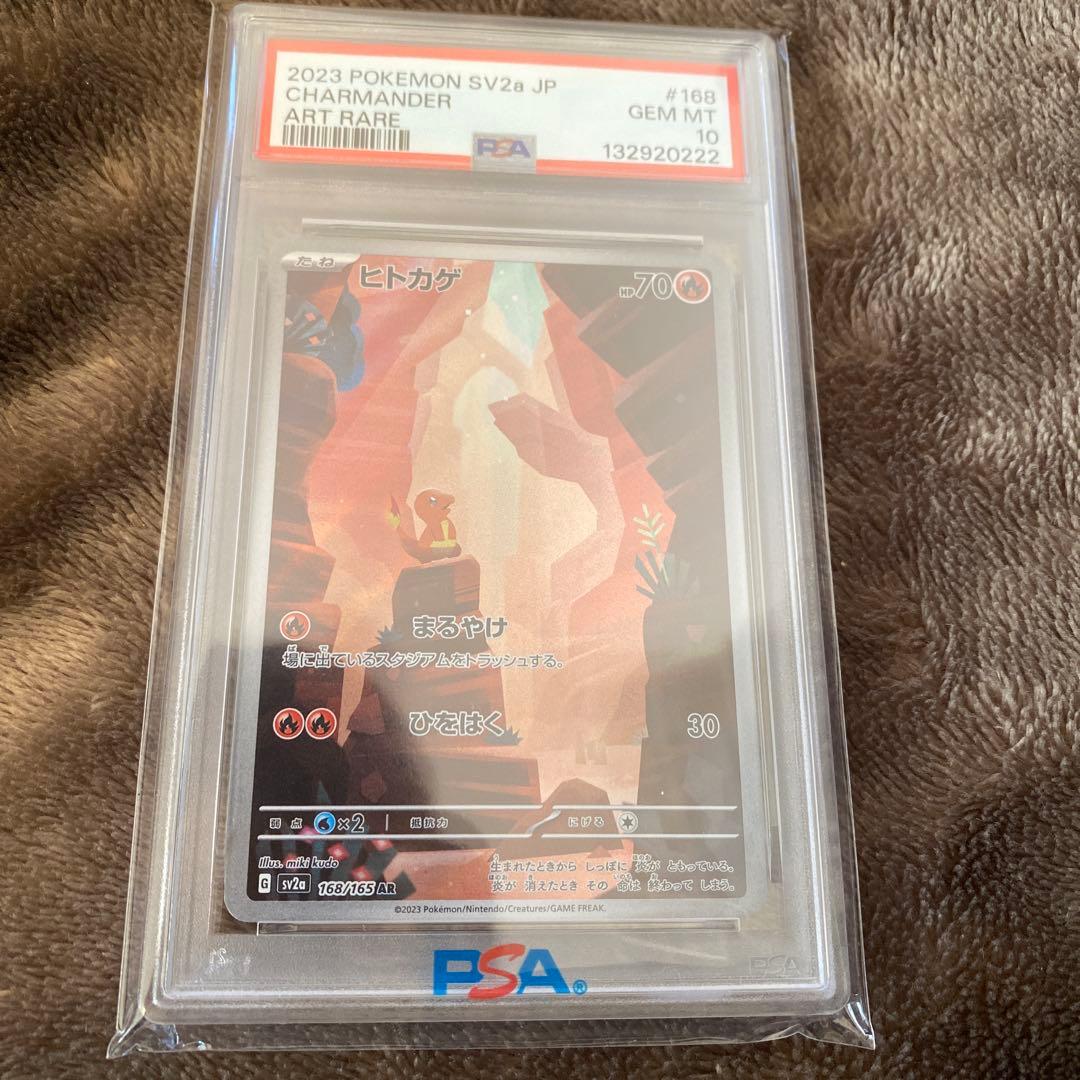 2023 POKEMON SV2a JP
#168
CHARMANDER
GEM MT
ART RARE
10
PSA
132920222
たね
ヒトカゲ
HP70
まるやけ
場に出ているスタジアムをトラッシュする。
ひをはく 30
弱点 ×2 抵抗力 にげる
Illus. miki kudo
G sv2a 168/165 AR
生まれたときから しっぽに 炎が ともっている。
炎が 消えたとき その 命は 終わって しまう。
©2023 Pokémon/Nintendo/Creatures/GAME FREAK.
PSA®
PSA